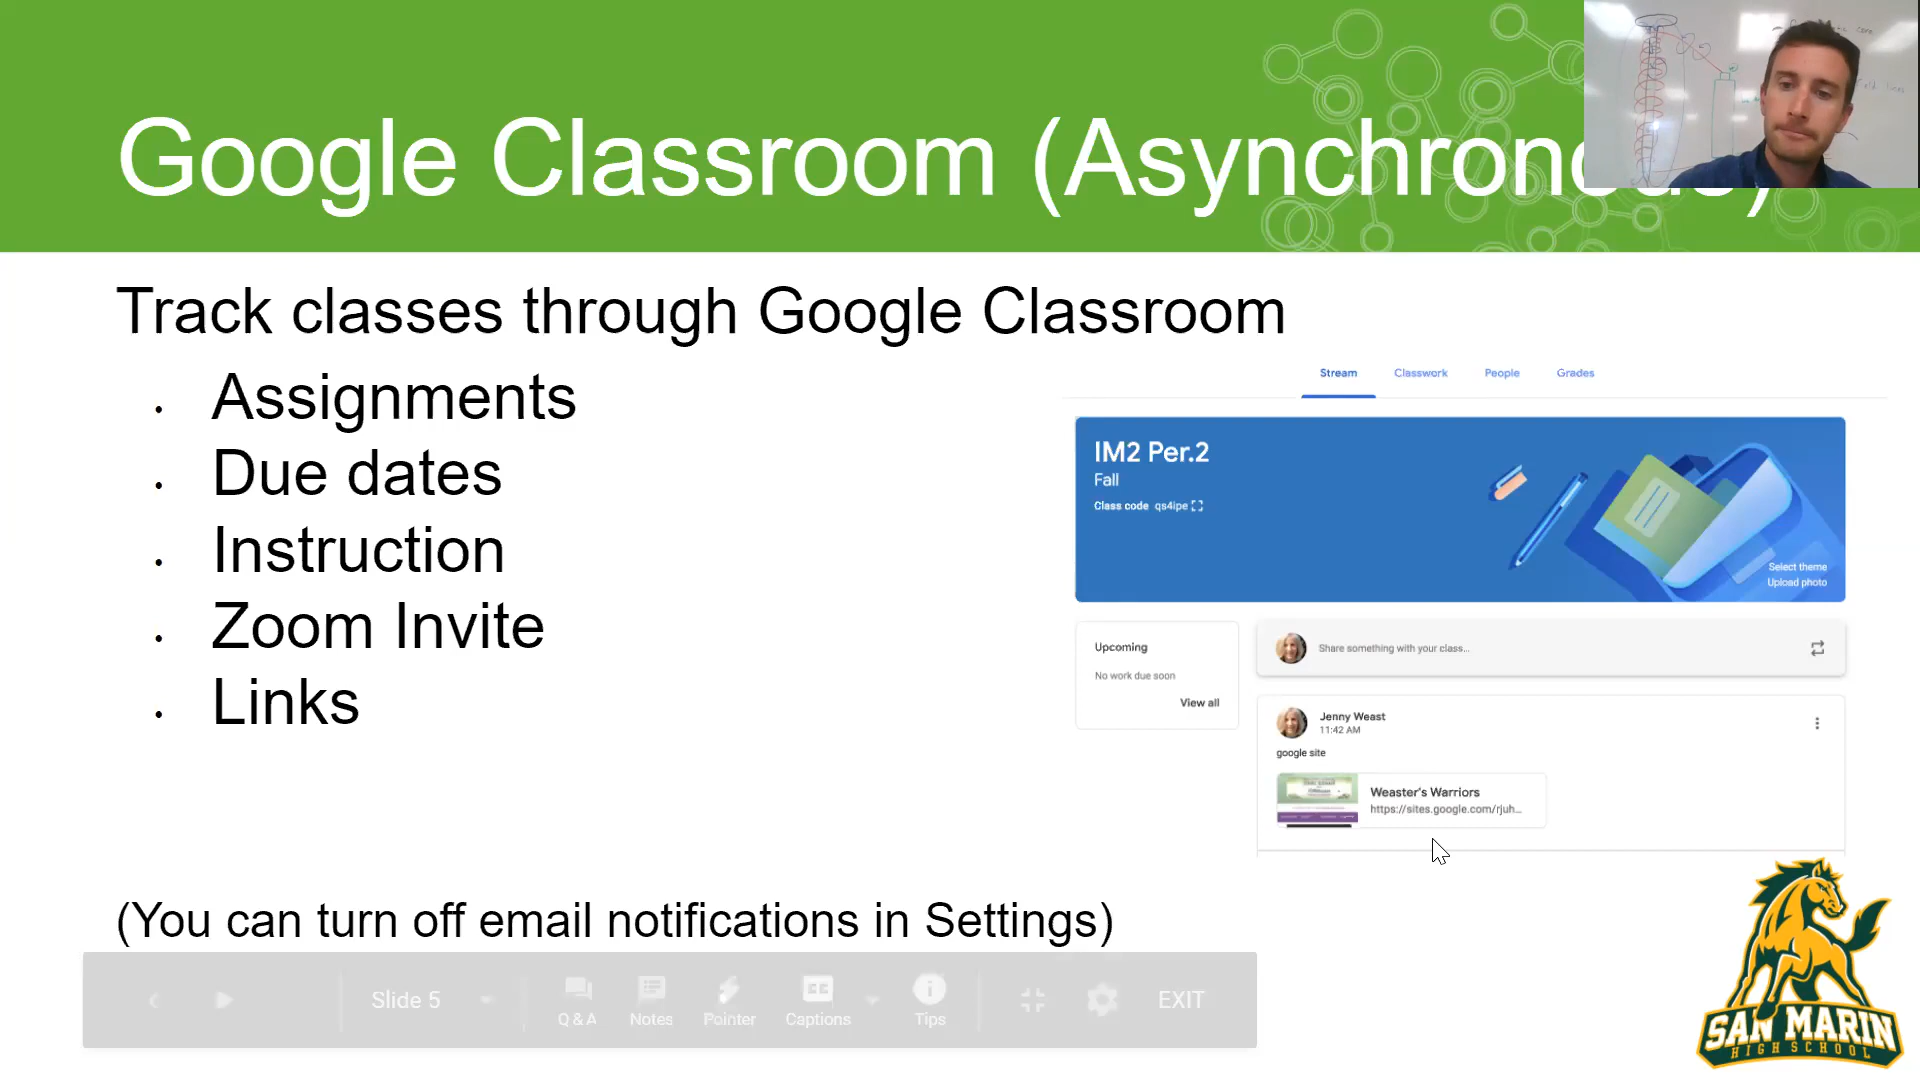 Google Classroom (Asynchronous)
Track classes through Google Classroom
Assignments
Due dates
Instruction
Zoom Invite
Links
Stream Classwork People Grades
IM2 Per.2
Fall
Class code qs4ipe
Select theme
Upload photo
Upcoming
No work due soon
View all
Share something with your class...
Jenny Weast
11:42 AM
google site
Weaster's Warriors
https://sites.google.com/rjuh...
(You can turn off email notifications in Settings)
Slide 5
Q & A Notes Pointer Captions Tips
EXIT
SAN MARIN
HIGH SCHOOL